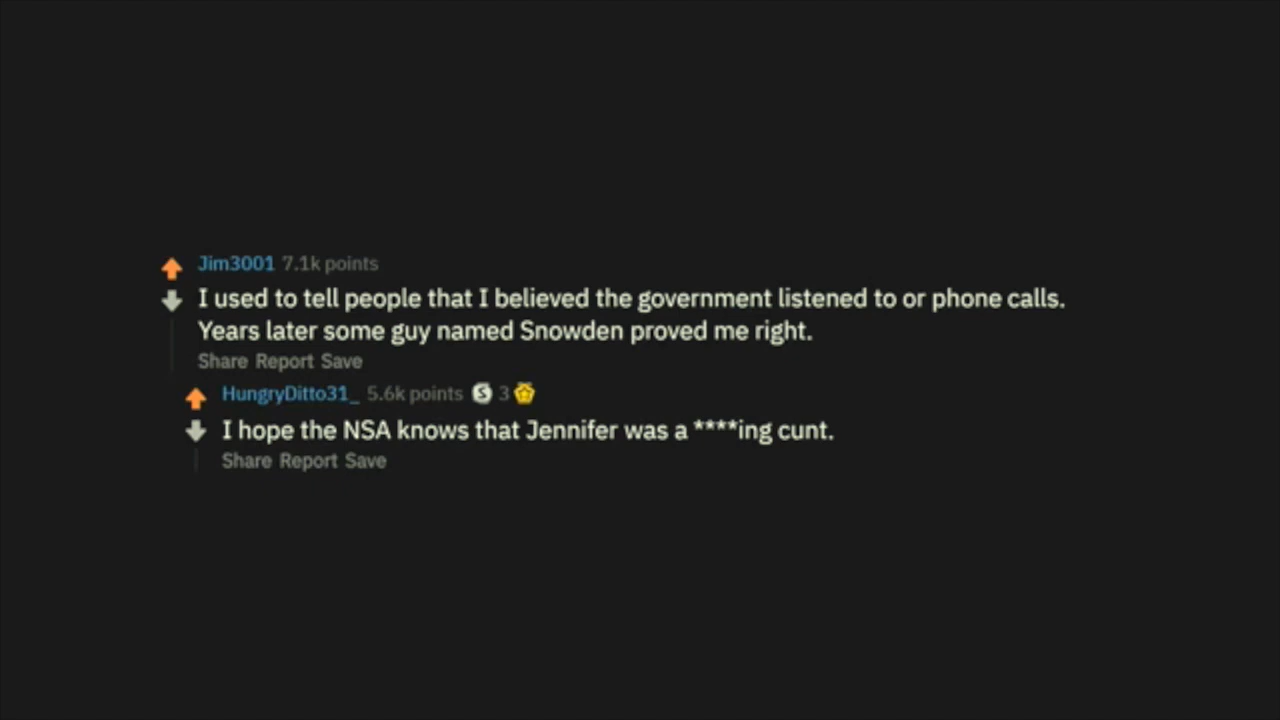 Jim3001 7.1k points
I used to tell people that I believed the government listened to or phone calls.
Years later some guy named Snowden proved me right.
Share Report Save
HungryDitto31_ 5.6k points S 3
I hope the NSA knows that Jennifer was a ****ing cunt.
Share Report Save